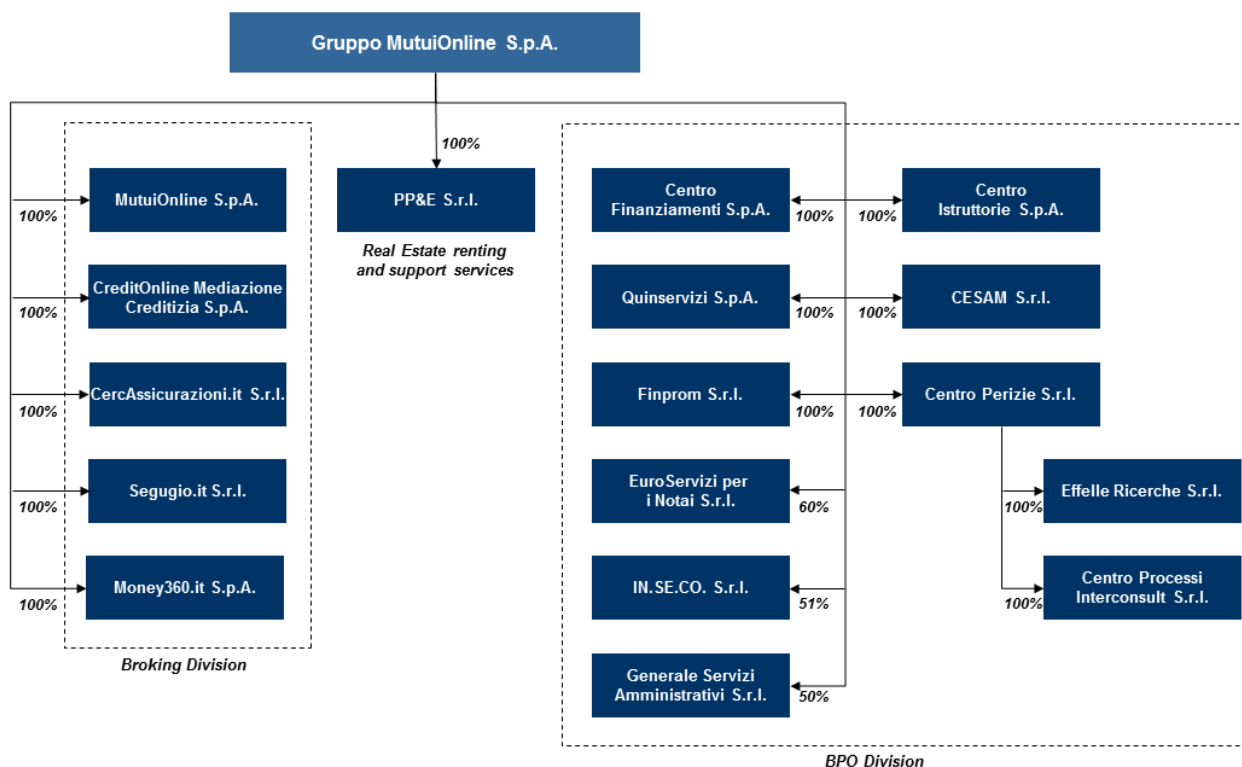 Gruppo MutuiOnline S.p.A.
100%
MutuiOnline S.p.A.
100%
CreditOnline Mediazione
Creditizia S.p.A.
100%
CercAssicurazioni.it S.r.l.
100%
Segugio.it S.r.l.
100%
Money360.it S.p.A.
100%
Broking Division
PP&E S.r.l.
Real Estate renting
and support services
Centro
Finanziamenti S.p.A.
100%
100%
Centro
Istruttorie S.p.A.
Quinservizi S.p.A.
100%
100%
CESAM S.r.l.
Finprom S.r.l.
100%
100%
Centro Perizie S.r.l.
EuroServizi per
i Notai S.r.l.
60%
Effelle Ricerche S.r.l.
100%
IN.SE.CO. S.r.l.
51%
Centro Processi
Interconsult S.r.l.
100%
Generale Servizi
Amministrativi S.r.l.
50%
BPO Division